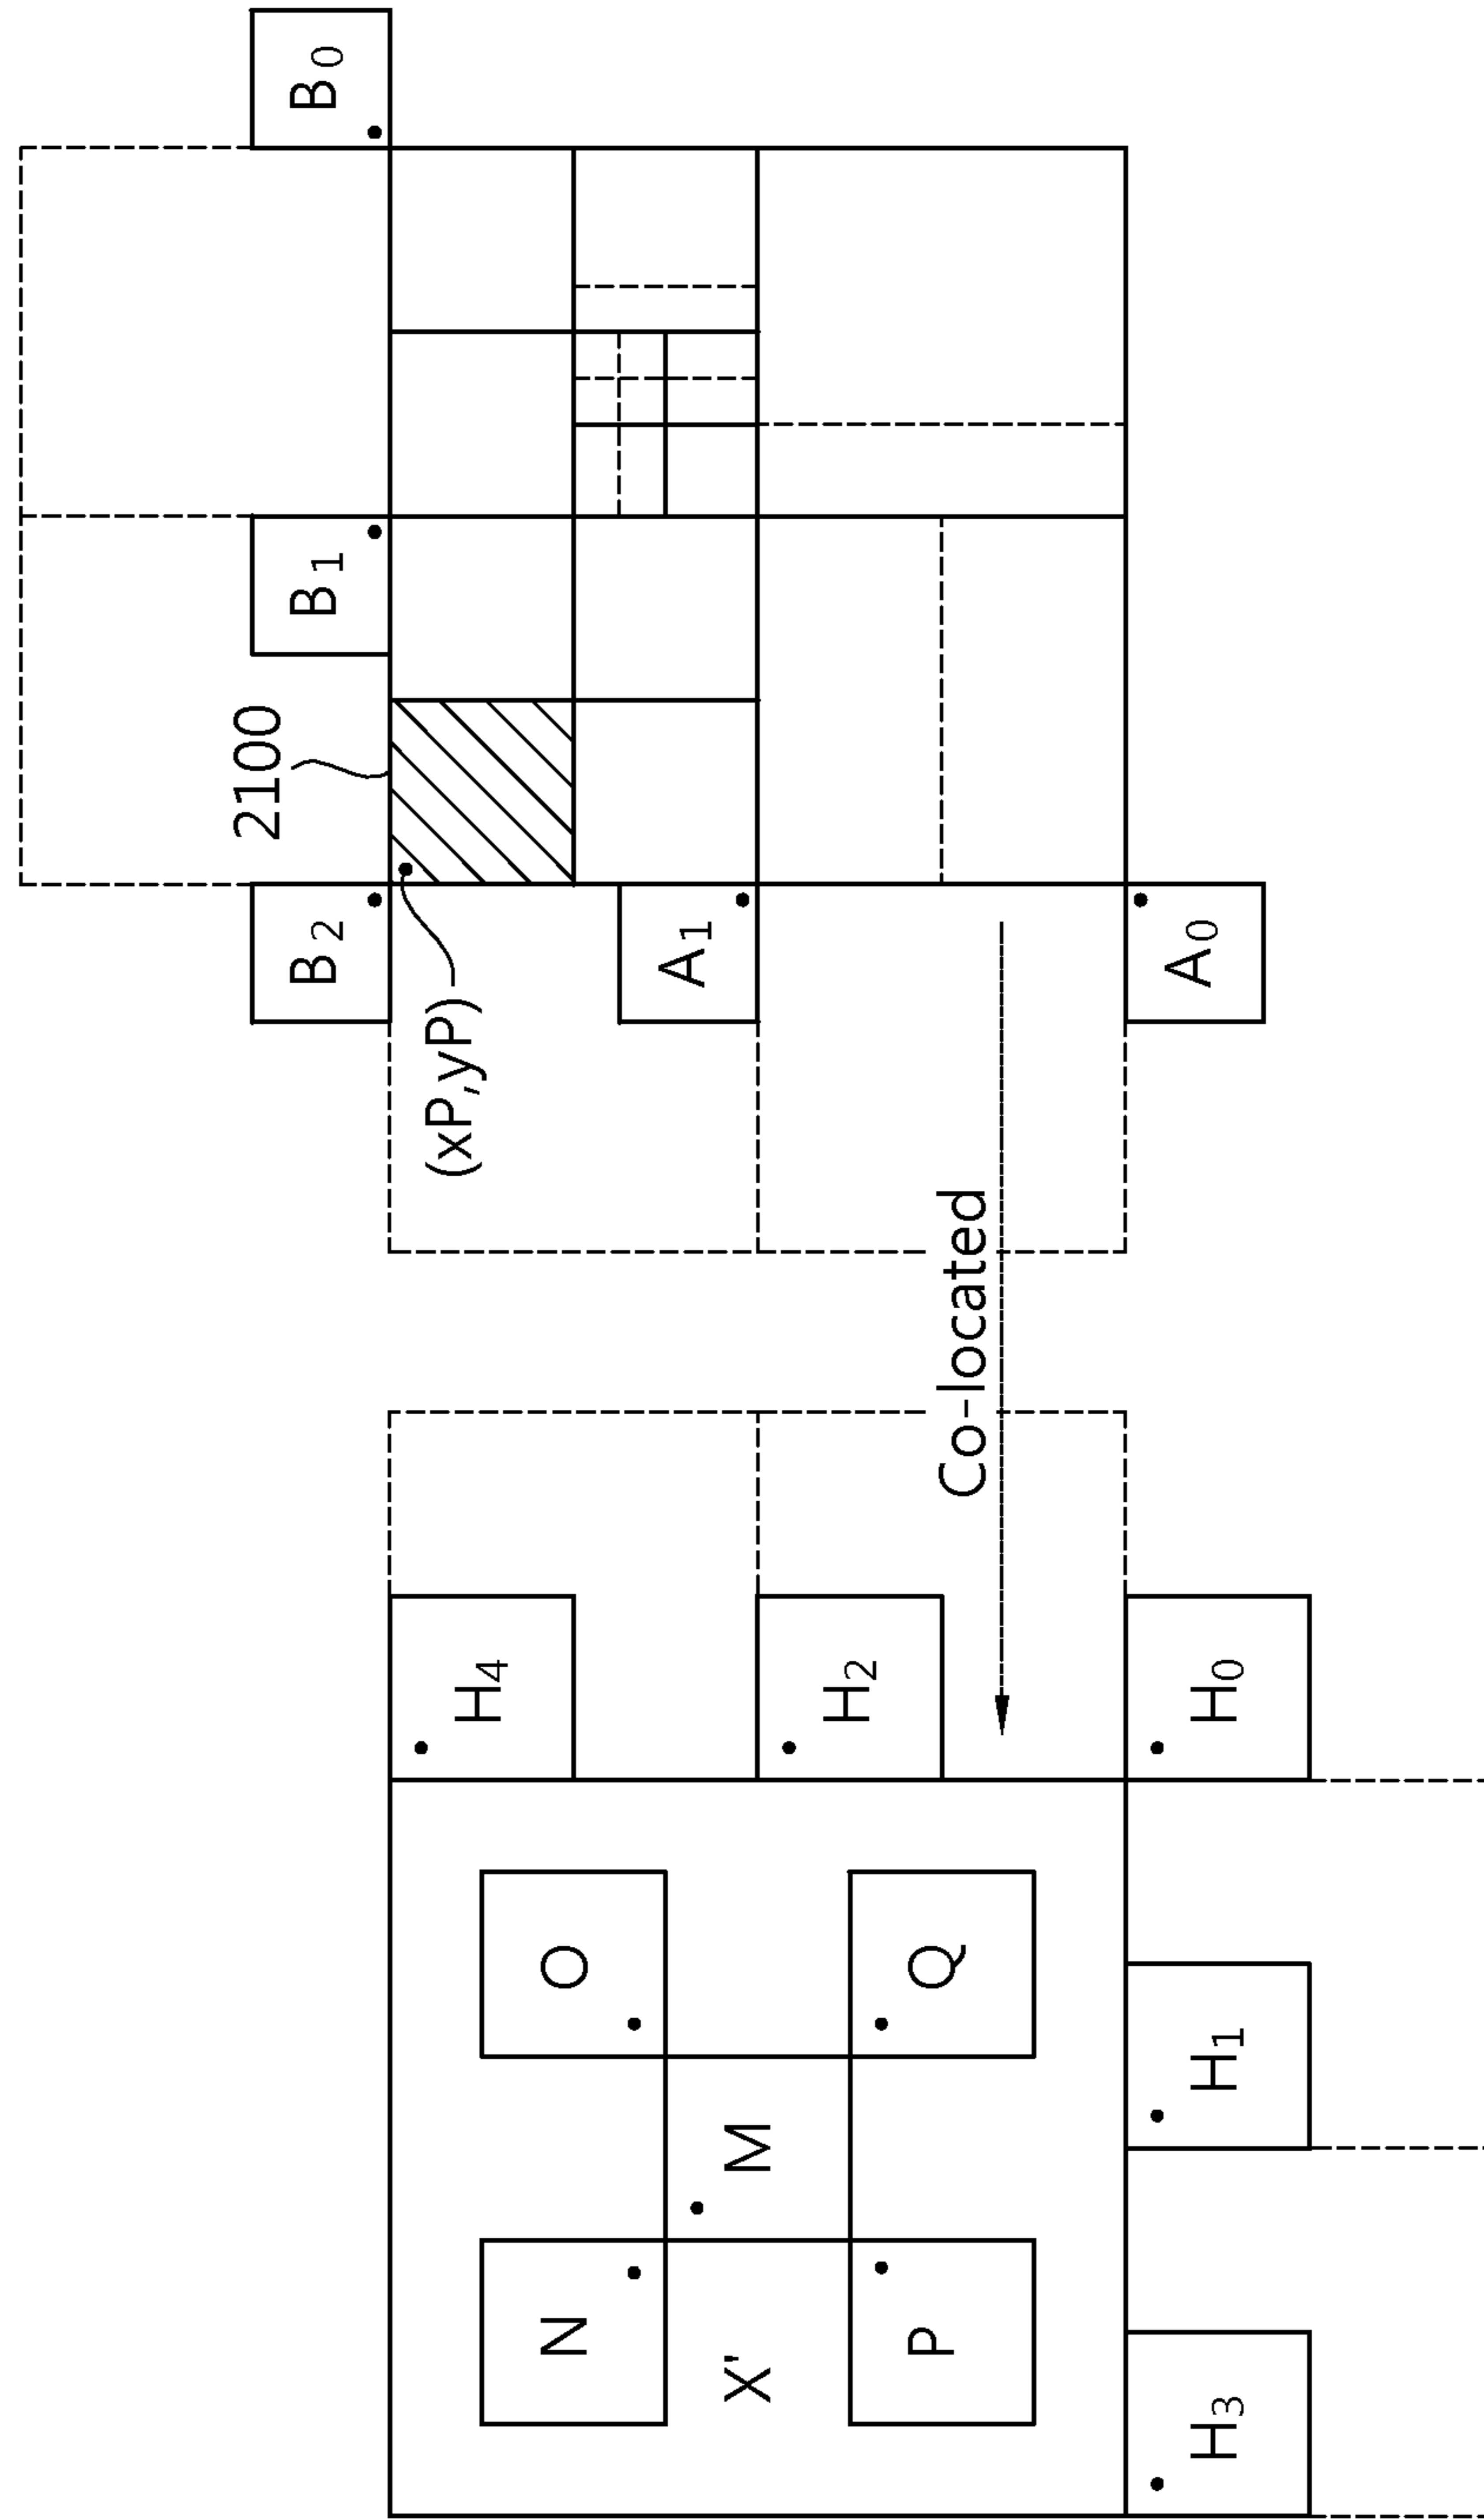 N
O
H4
X'
M
H2
P
Q
H3
H1
H0
Co-located
2100
B2
B1
B0
(xP,yP)
A1
A0